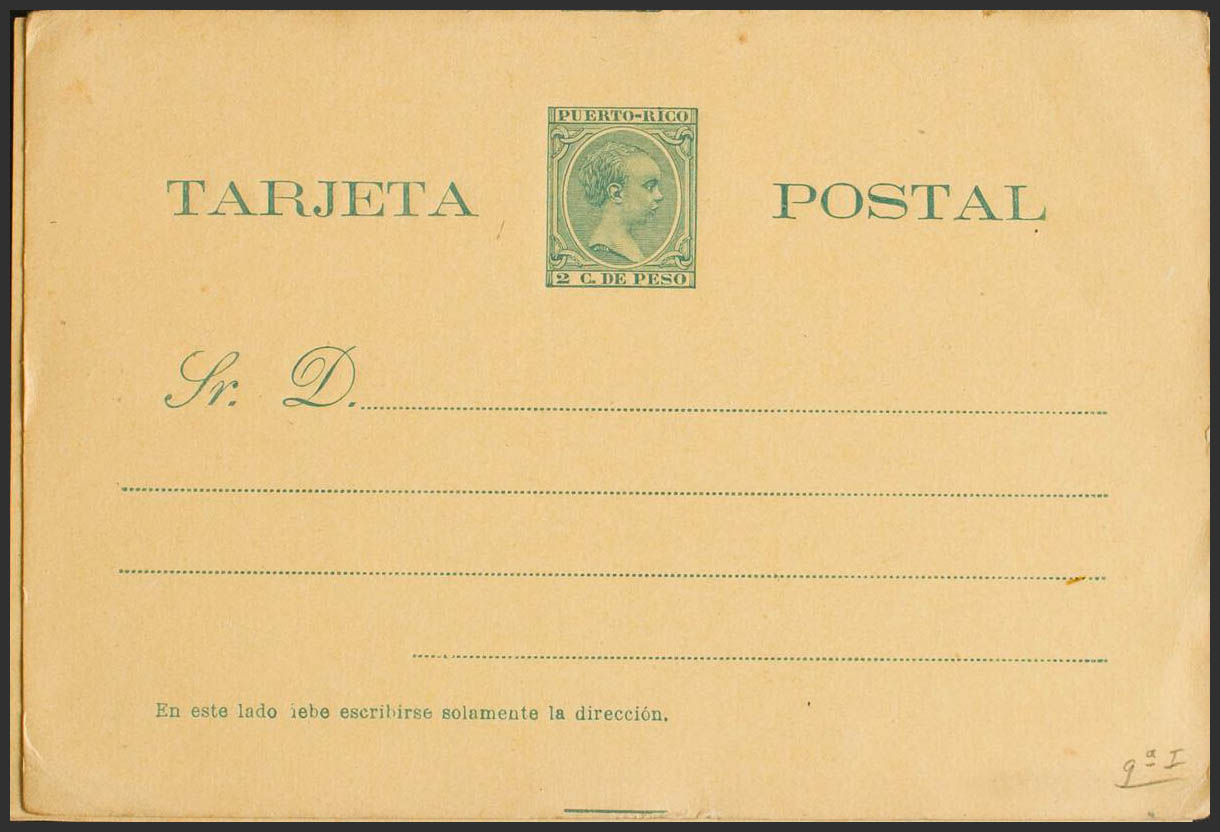 PUERTO-RICO
TARJETA POSTAL
2 C. DE PESO
Sr. D.
En este lado iebe escribirse solamente la dirección.
9ª I